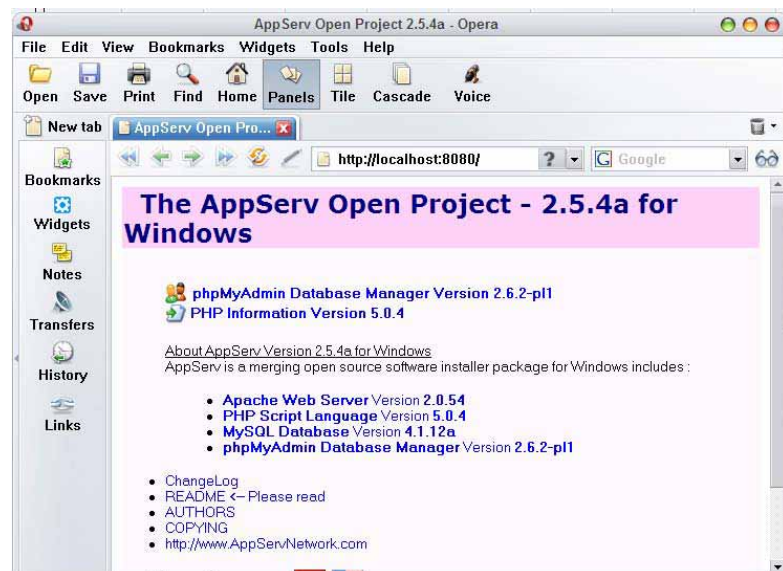 AppServ Open Project 2.5.4a - Opera
File Edit View Bookmarks Widgets Tools Help
Open Save Print Find Home Panels Tile Cascade Voice
New tab AppServ Open Pro...
http://localhost:8080/ ? G Google
Bookmarks
Widgets
Notes
Transfers
History
Links
The AppServ Open Project - 2.5.4a for
Windows
phpMyAdmin Database Manager Version 2.6.2-pl1
PHP Information Version 5.0.4
About AppServ Version 2.5.4a for Windows
AppServ is a merging open source software installer package for Windows includes :
Apache Web Server Version 2.0.54
PHP Script Language Version 5.0.4
MySQL Database Version 4.1.12a
phpMyAdmin Database Manager Version 2.6.2-pl1
ChangeLog
README <-- Please read
AUTHORS
COPYING
http://www.AppServNetwork.com